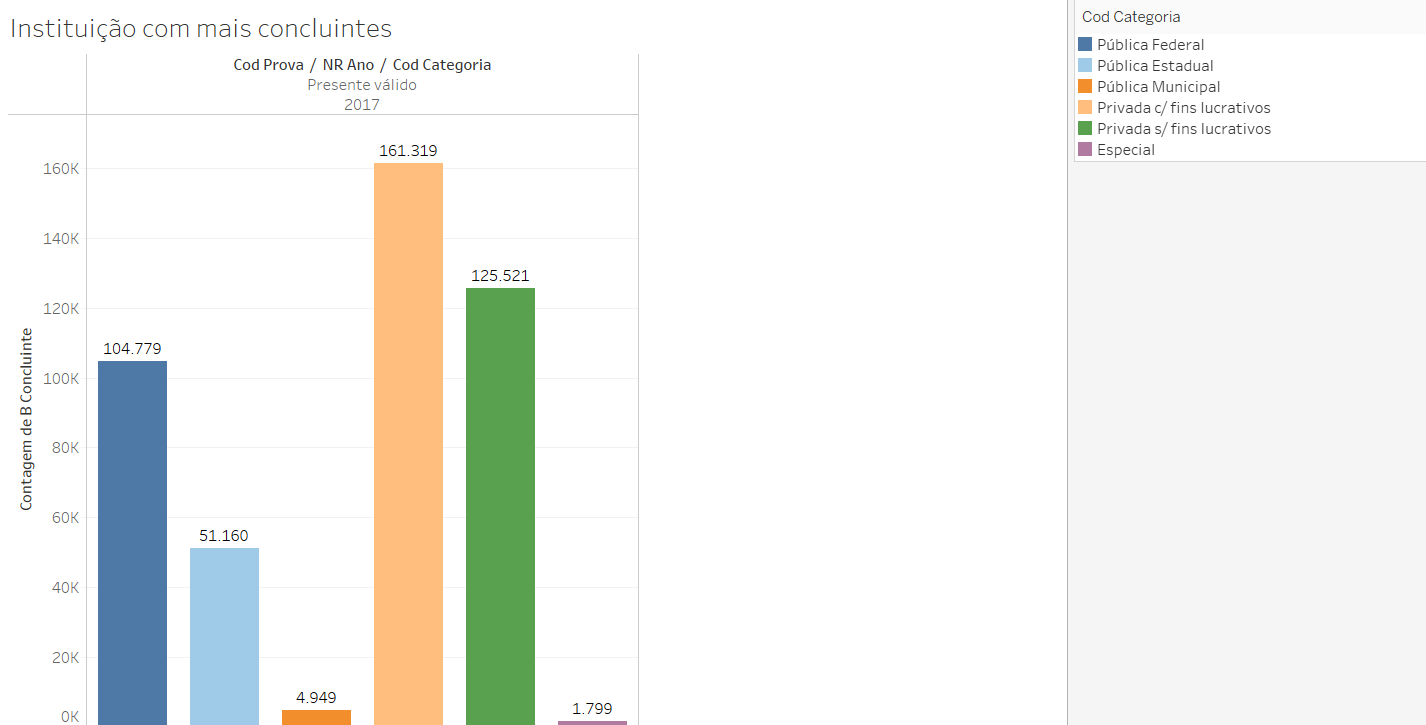 Instituição com mais concluintes
Cod Prova / NR Ano / Cod Categoria
Presente válido
2017
Contagem de B Concluinte
160K
140K
120K
100K
80K
60K
40K
20K
0K
104.779
51.160
4.949
161.319
125.521
1.799
Cod Categoria
Pública Federal
Pública Estadual
Pública Municipal
Privada c/ fins lucrativos
Privada s/ fins lucrativos
Especial